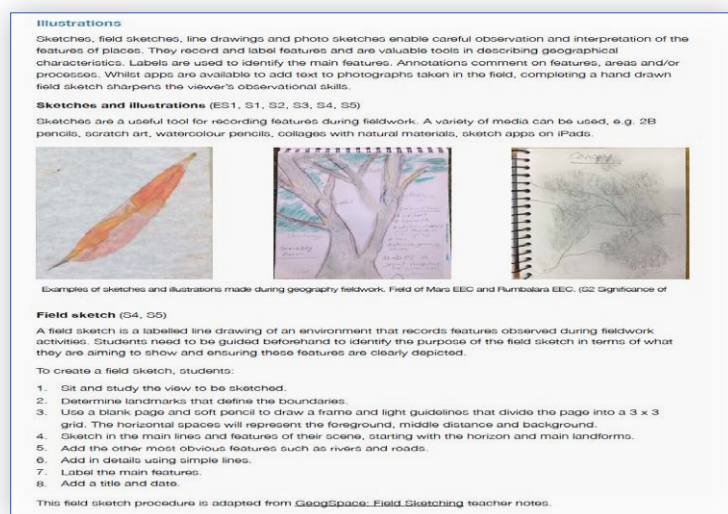 Illustrations
Sketches, field sketches, line drawings and photo sketches enable careful observation and interpretation of the
features of places. They record and label features and are valuable tools in describing geographical
characteristics. Labels are used to identify the main features. Annotations comment on features, areas and/or
processes. Whilst apps are available to add text to photographs taken in the field, completing a hand drawn
field sketch sharpens the viewer's observational skills.
Sketches and illustrations (ES1, S1, S2, S3, S4, S5)
Sketches are a useful tool for recording features during fieldwork. A variety of media can be used, e.g. 2B
pencils, scratch art, watercolour pencils, collages with natural materials, sketch apps on iPads.
Canopy
Examples of sketches and illustrations made during geography fieldwork. Field of Mars EEC and Rumbalara EEC. (S2 Significance of
Field sketch (S4, S5)
A field sketch is a labelled line drawing of an environment that records features observed during fieldwork
activities. Students need to be guided beforehand to identify the purpose of the field sketch in terms of what
they are aiming to show and ensuring these features are clearly depicted.
To create a field sketch, students:
1. Sit and study the view to be sketched.
2. Determine landmarks that define the boundaries.
3. Use a blank page and soft pencil to draw a frame and light guidelines that divide the page into a 3 x 3
grid. The horizontal spaces will represent the foreground, middle distance and background.
4. Sketch in the main lines and features of their scene, starting with the horizon and main landforms.
5. Add the other most obvious features such as rivers and roads.
6. Add in details using simple lines.
7. Label the main features.
8. Add a title and date.
This field sketch procedure is adapted from GeogSpace: Field Sketching teacher notes.